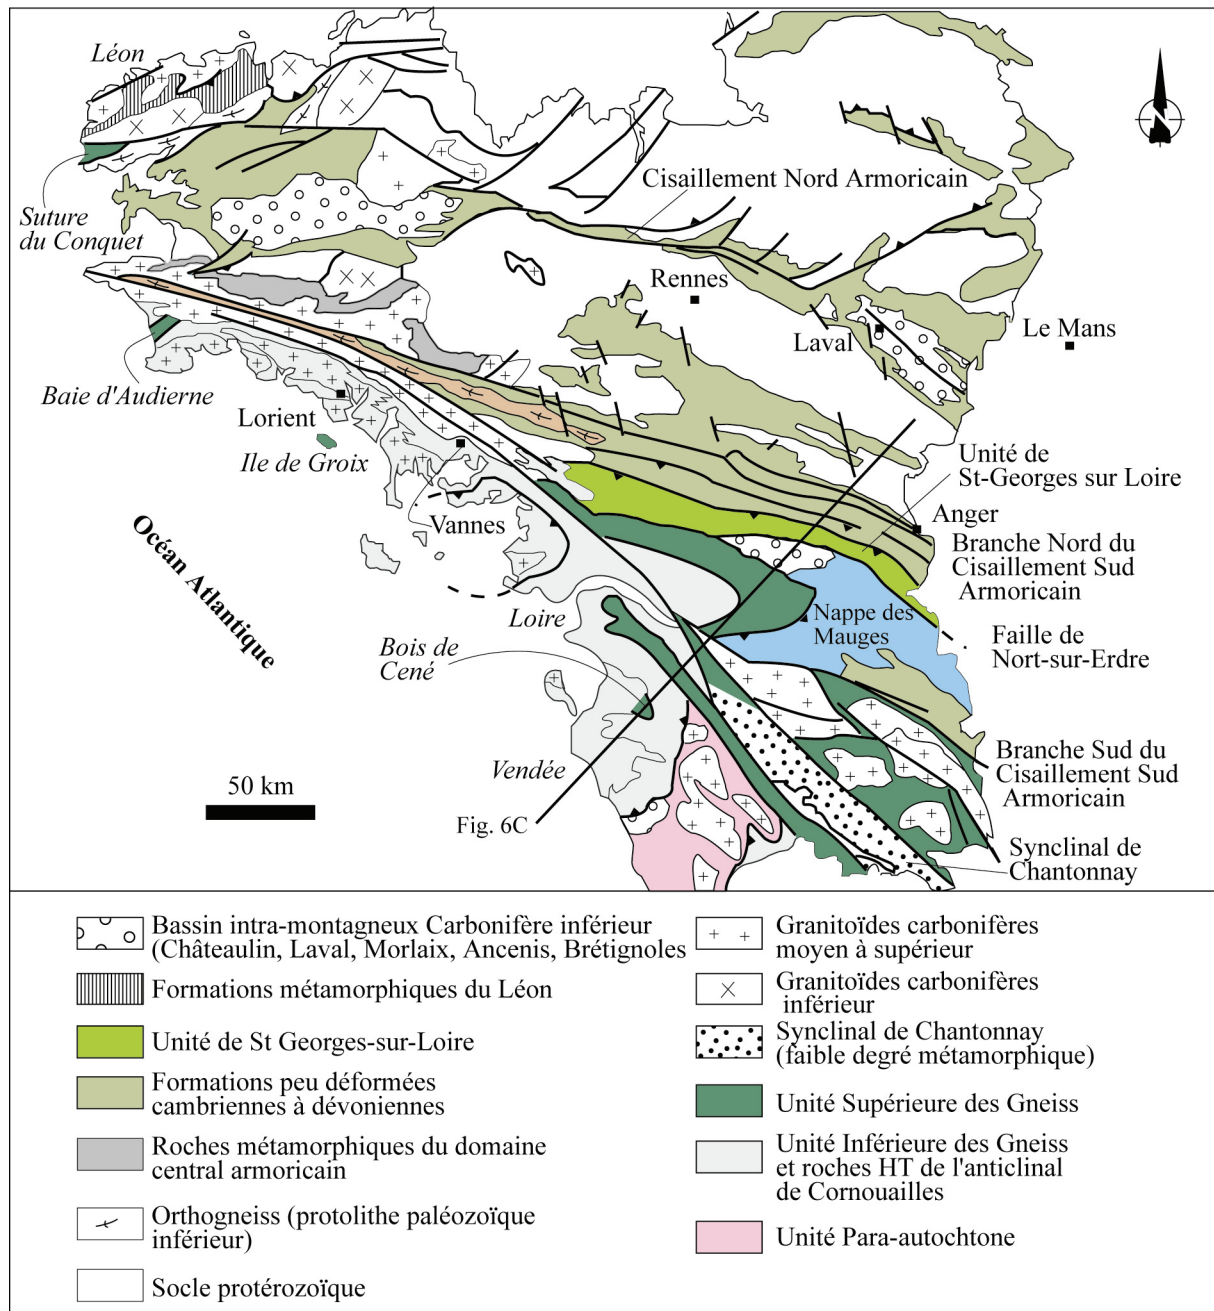 Léon
Suture
du Conquet
Cisaillement Nord Armoricain
Rennes
Laval
Le Mans
Baie d'Audierne
Lorient
Ile de Groix
Vannes
Unité de
St-Georges sur Loire
Anger
Branche Nord du
Cisaillement Sud
Armoricain
Océan Atlantique
Loire
Nappe des
Mauges
Faille de
Nort-sur-Erdre
Bois de
Cené
Vendée
Branche Sud du
Cisaillement Sud
Armoricain
50 km
Fig. 6C
Synclinal de
Chantonnay
N
Bassin intra-montagneux Carbonifère inférieur
(Châteaulin, Laval, Morlaix, Ancenis, Brétignoles
Formations métamorphiques du Léon
Unité de St Georges-sur-Loire
Formations peu déformées
cambriennes à dévoniennes
Roches métamorphiques du domaine
central armoricain
Orthogneiss (protolithe paléozoïque
inférieur)
Socle protérozoïque
Granitoïdes carbonifères
moyen à supérieur
Granitoïdes carbonifères
inférieur
Synclinal de Chantonnay
(faible degré métamorphique)
Unité Supérieure des Gneiss
Unité Inférieure des Gneiss
et roches HT de l'anticlinal
de Cornouailles
Unité Para-autochtone